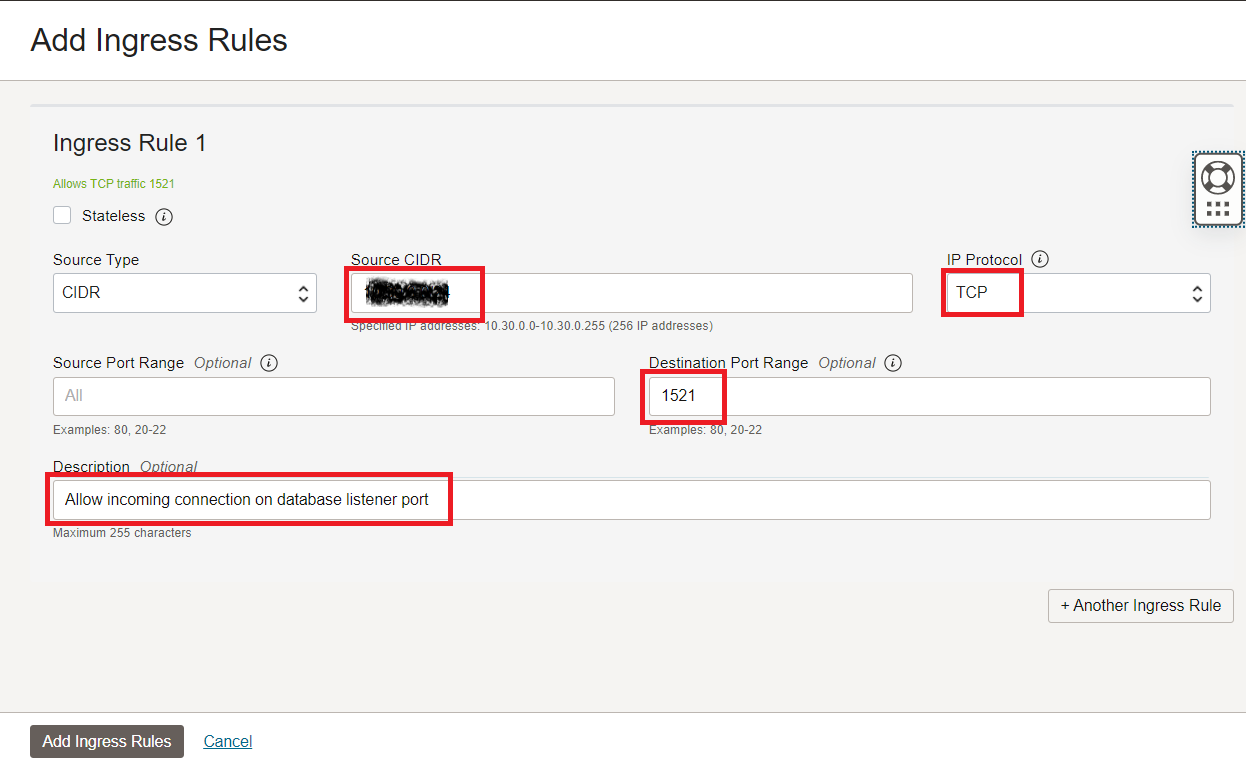 Add Ingress Rules
Ingress Rule 1
Allows TCP traffic 1521
Stateless
Source Type
Source CIDR
IP Protocol
CIDR
TCP
Specified IP addresses: 10.30.0.0-10.30.0.255 (256 IP addresses)
Source Port Range Optional
Destination Port Range Optional
All
1521
Examples: 80, 20-22
Examples: 80, 20-22
Description Optional
Allow incoming connection on database listener port
Maximum 255 characters
+ Another Ingress Rule
Add Ingress Rules
Cancel